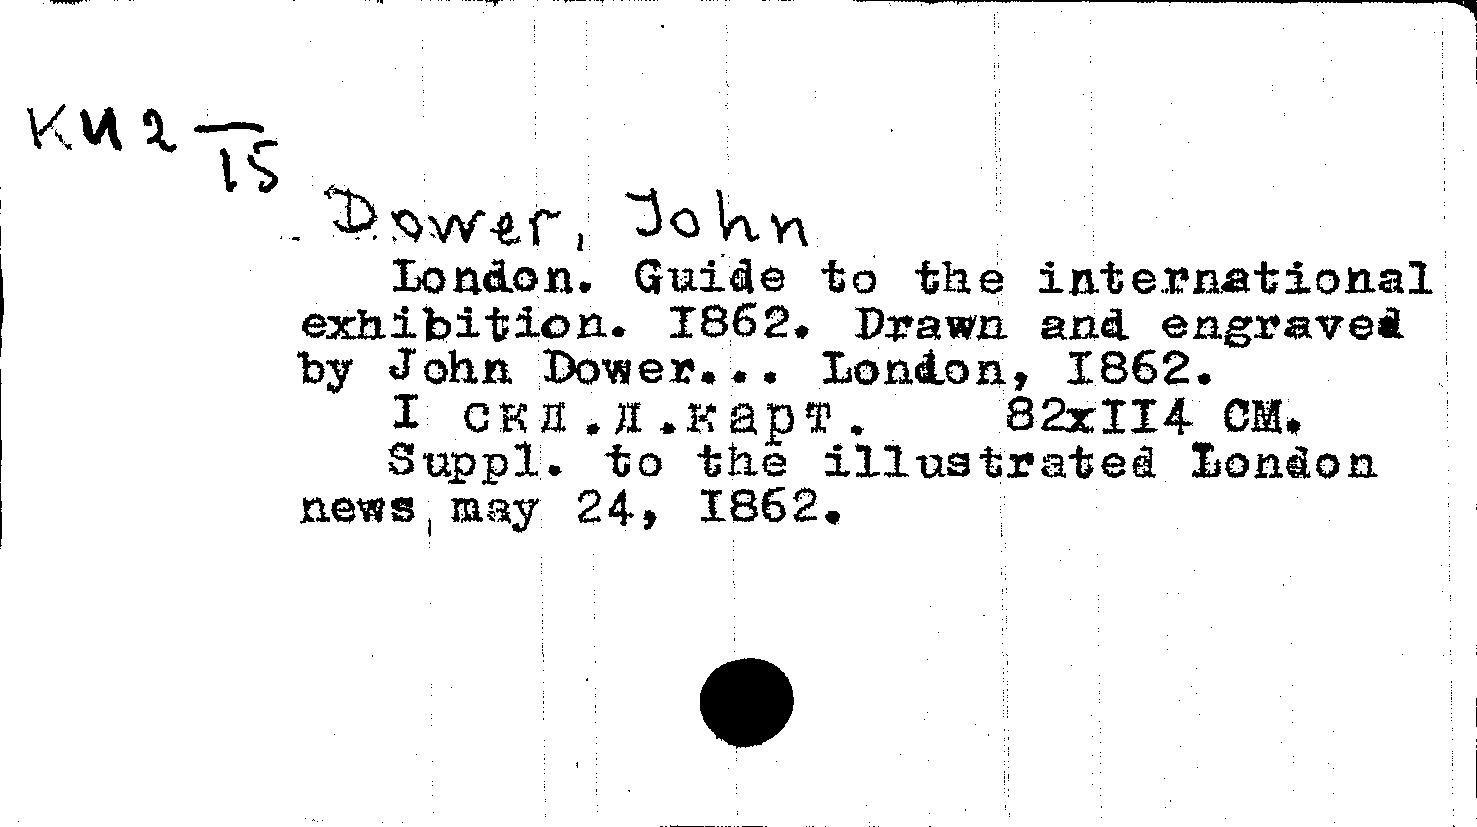 Ки2 —
15
Dower, John
London. Guide to the international
exhibition. I862. Drawn and engraved
by John Dower... London, I862.
I скл.л.карт. 82xII4 см.
Suppl. to the illustrated London
news, may 24, I862.